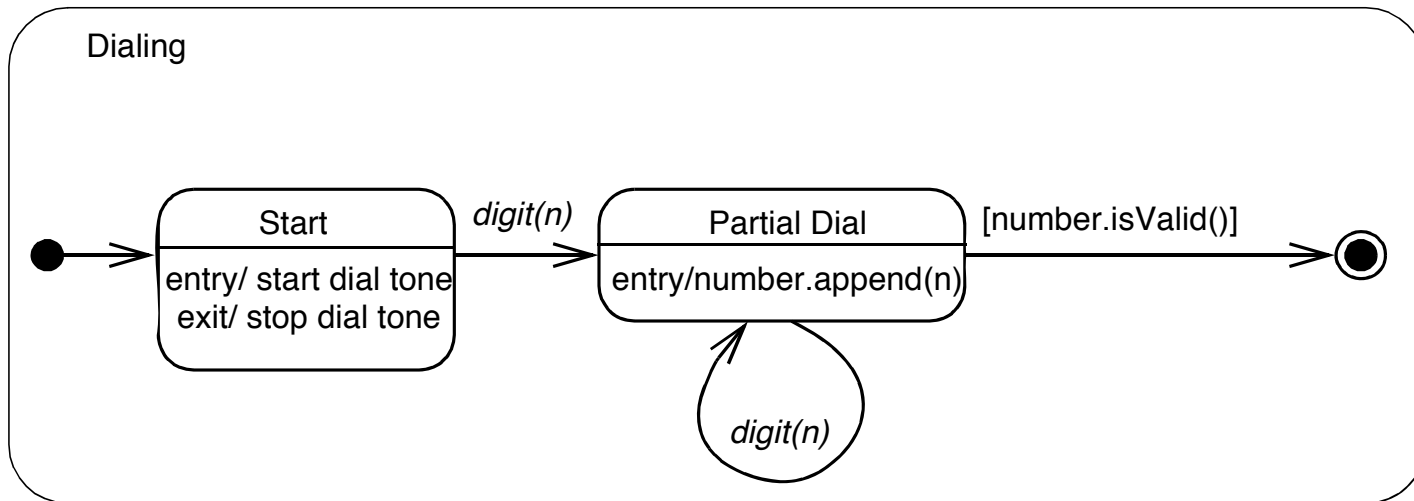 Dialing
Start
entry/ start dial tone
exit/ stop dial tone
digit(n)
Partial Dial
entry/number.append(n)
digit(n)
[number.isValid()]